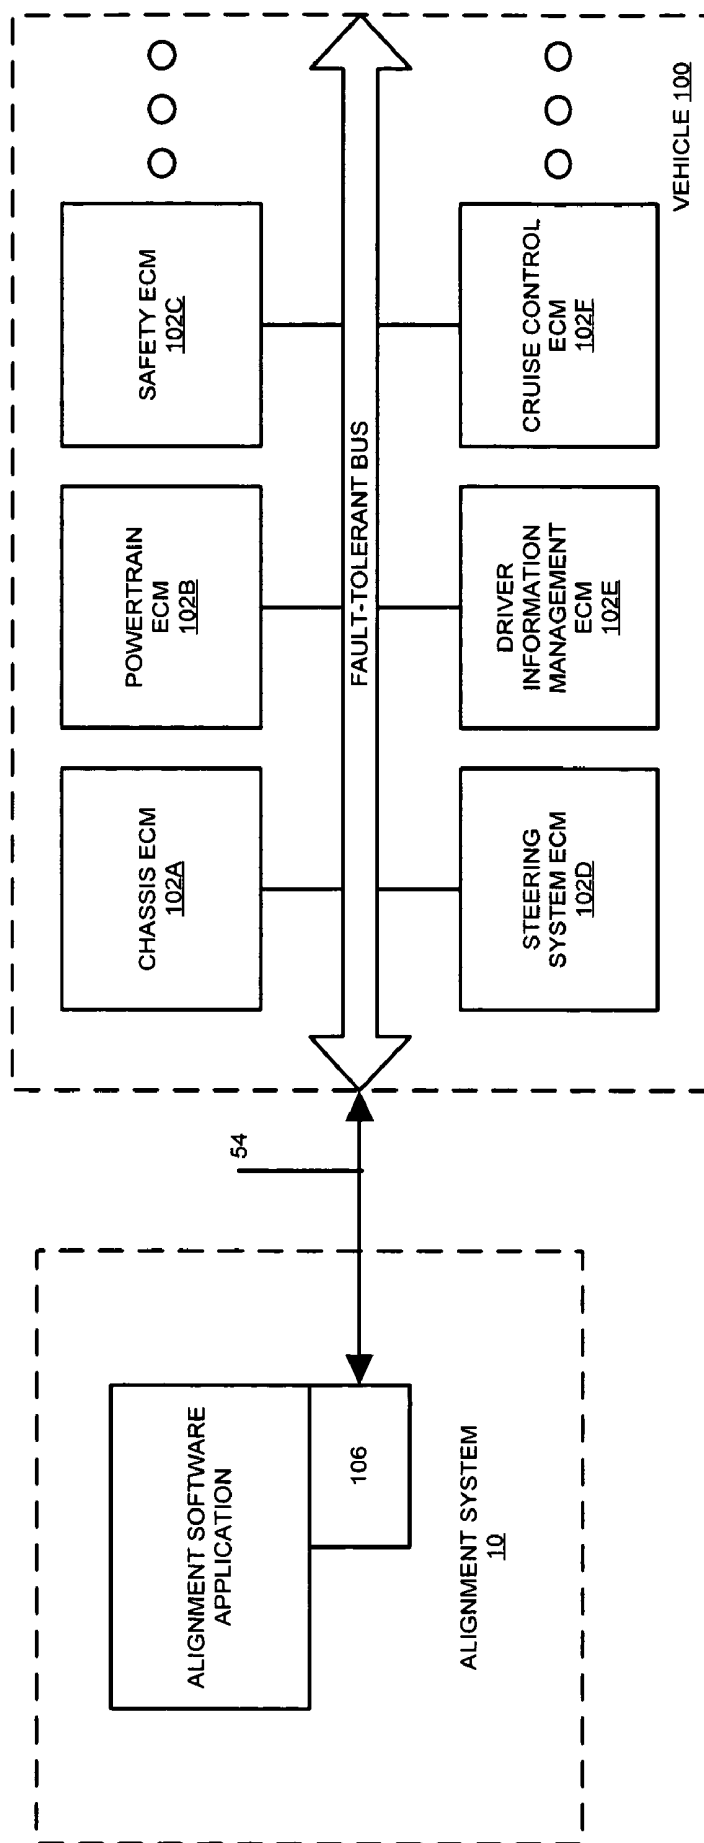 ALIGNMENT SOFTWARE
APPLICATION
106
ALIGNMENT SYSTEM
10
54
CHASSIS ECM
102A
POWERTRAIN
ECM
102B
SAFETY ECM
102C
FAULT-TOLERANT BUS
STEERING
SYSTEM ECM
102D
DRIVER
INFORMATION
MANAGEMENT
ECM
102E
CRUISE CONTROL
ECM
102F
VEHICLE 100